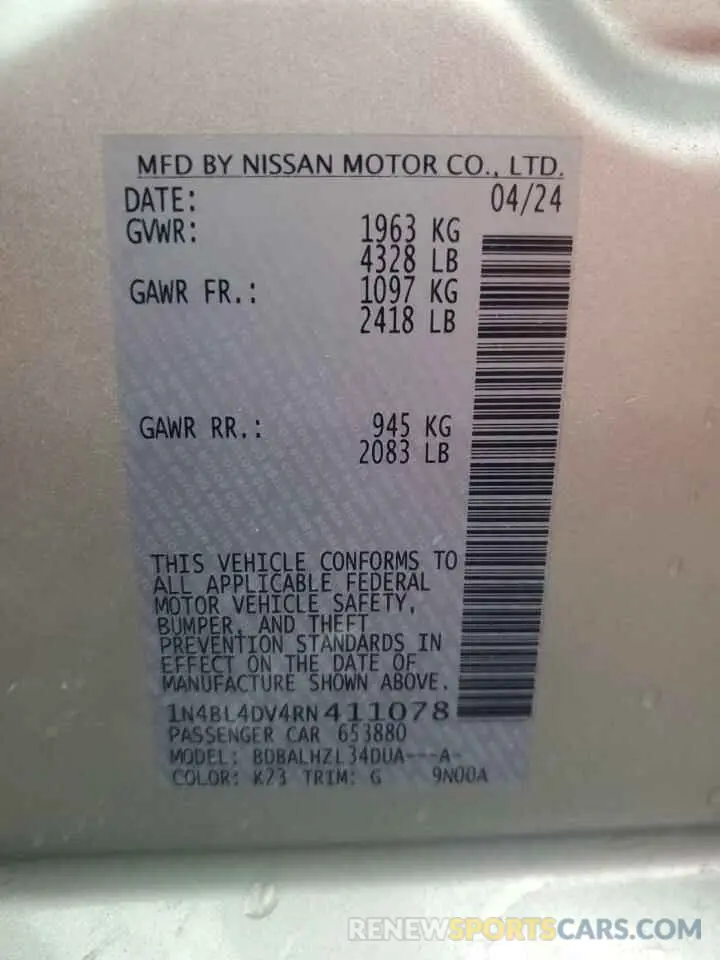 MFD BY NISSAN MOTOR CO., LTD.
DATE: 04/24
GVWR: 1963 KG
4328 LB
GAWR FR.: 1097 KG
2418 LB
GAWR RR.: 945 KG
2083 LB
THIS VEHICLE CONFORMS TO
ALL APPLICABLE FEDERAL
MOTOR VEHICLE SAFETY,
BUMPER, AND THEFT
PREVENTION STANDARDS IN
EFFECT ON THE DATE OF
MANUFACTURE SHOWN ABOVE.
1N4BL4DV4RN411078
PASSENGER CAR 653880
MODEL: BDBALHZL34DUA---A-
COLOR: K23 TRIM: G 9N00A
RENEWSPORTSCARS.COM